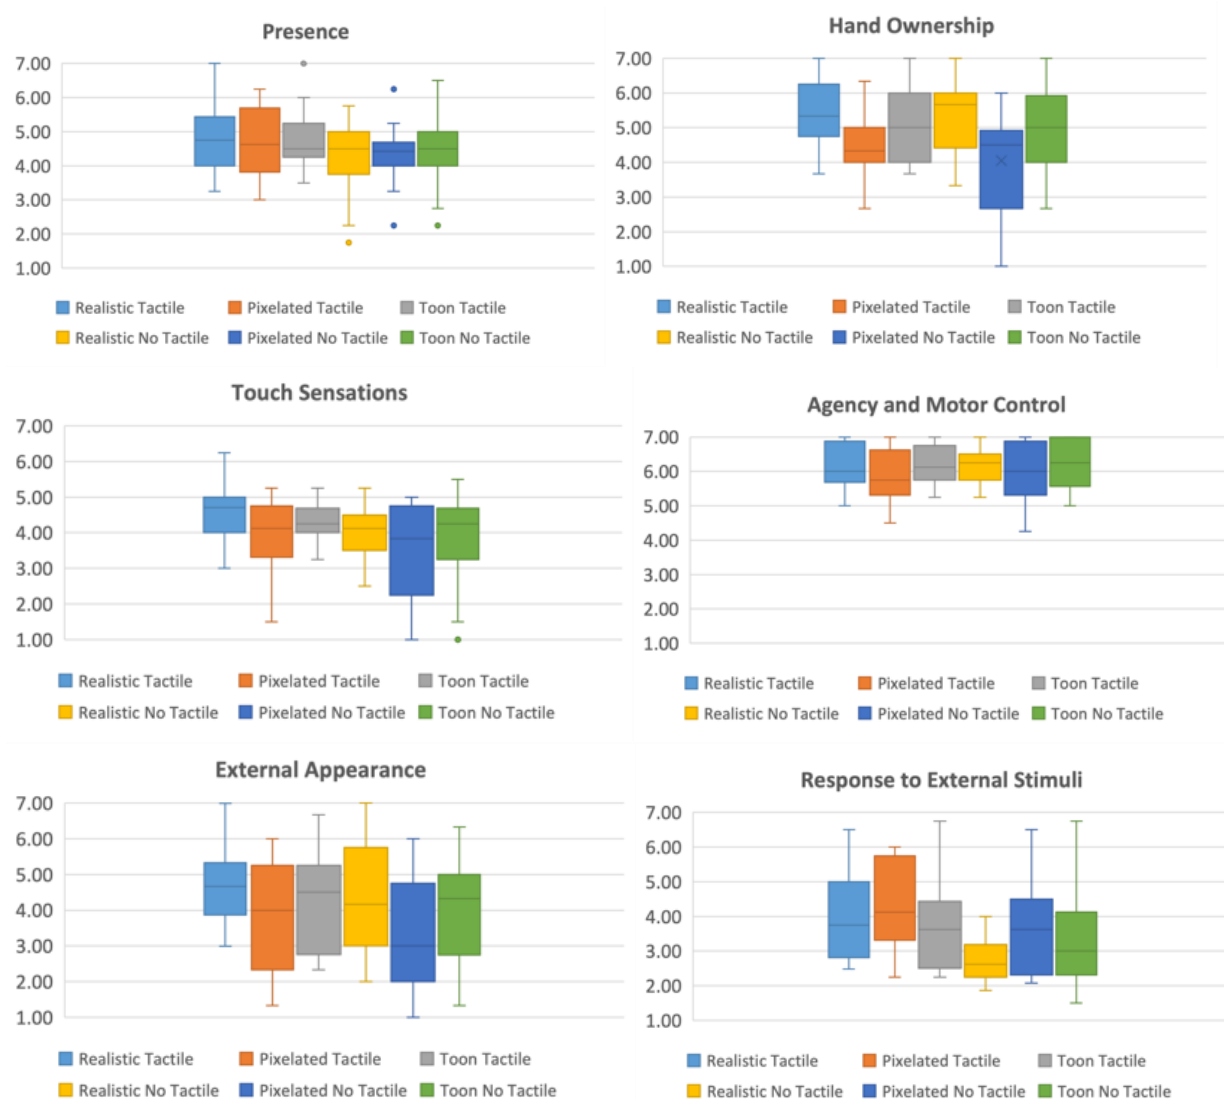 Presence
7.00
6.00
5.00
4.00
3.00
2.00
1.00
Realistic Tactile Pixelated Tactile Toon Tactile
Realistic No Tactile Pixelated No Tactile Toon No Tactile
Hand Ownership
7.00
6.00
5.00
4.00
3.00
2.00
1.00
Realistic Tactile Pixelated Tactile Toon Tactile
Realistic No Tactile Pixelated No Tactile Toon No Tactile
Touch Sensations
7.00
6.00
5.00
4.00
3.00
2.00
1.00
Realistic Tactile Pixelated Tactile Toon Tactile
Realistic No Tactile Pixelated No Tactile Toon No Tactile
Agency and Motor Control
7.00
6.00
5.00
4.00
3.00
2.00
1.00
Realistic Tactile Pixelated Tactile Toon Tactile
Realistic No Tactile Pixelated No Tactile Toon No Tactile
External Appearance
7.00
6.00
5.00
4.00
3.00
2.00
1.00
Realistic Tactile Pixelated Tactile Toon Tactile
Realistic No Tactile Pixelated No Tactile Toon No Tactile
Response to External Stimuli
7.00
6.00
5.00
4.00
3.00
2.00
1.00
Realistic Tactile Pixelated Tactile Toon Tactile
Realistic No Tactile Pixelated No Tactile Toon No Tactile